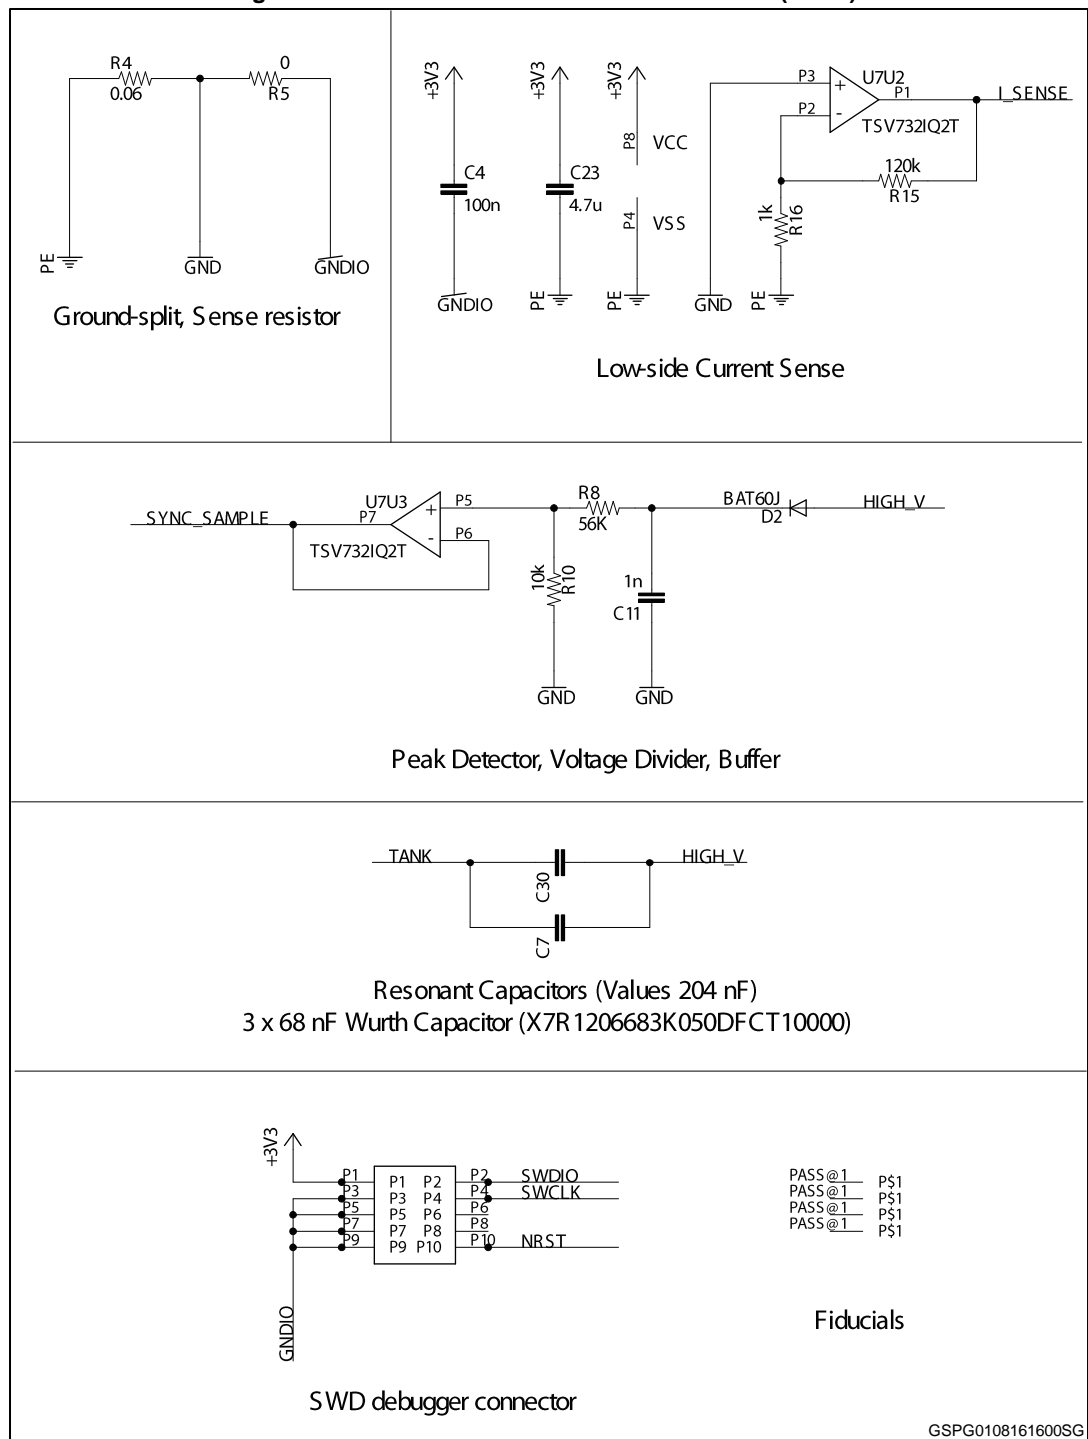 R4
0
0.06
R5
PE
GND
GNDIO
Ground-split, Sense resistor
+3V3
+3V3
+3V3
C4
100n
C23
4.7u
P8
VCC
P4
VSS
GNDIO
PE
PE
P3
U7U2
P1
I_SENSE
P2
TSV732IQ2T
120k
R15
1k
R16
GND
PE
Low-side Current Sense
SYNC_SAMPLE
U7U3
P7
P5
P6
TSV732IQ2T
R8
56K
BAT60J
D2
HIGH_V
10k
R10
1n
C11
GND
GND
Peak Detector, Voltage Divider, Buffer
TANK
C30
HIGH_V
C7
Resonant Capacitors (Values 204 nF)
3 x 68 nF Wurth Capacitor (X7R1206683K050DFCT10000)
+3V3
P1 P1 P2 P2 SWDIO
P3 P3 P4 P4 SWCLK
P5 P5 P6 P6
P7 P7 P8 P8
P9 P9 P10 P10 NRST
GNDIO
SWD debugger connector
PASS@1 P$1
PASS@1 P$1
PASS@1 P$1
PASS@1 P$1
Fiducials
GSPG0108161600SG